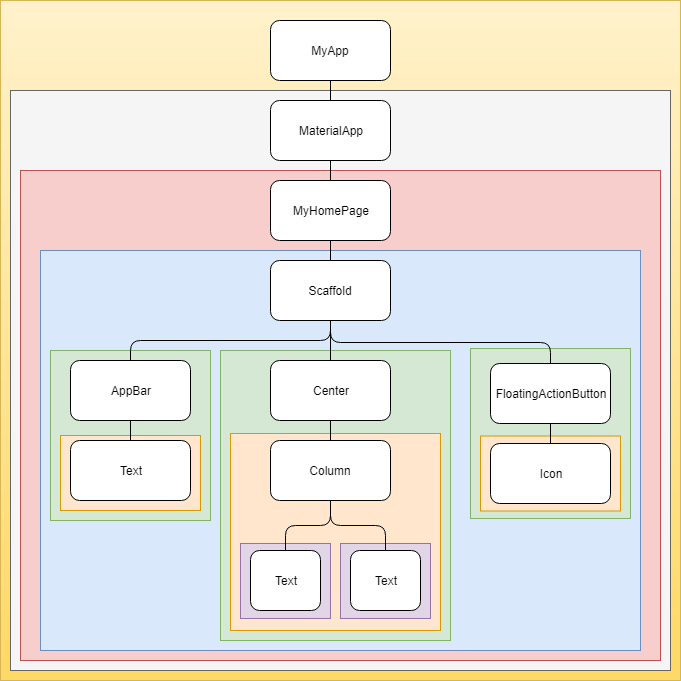 MyApp
MaterialApp
MyHomePage
Scaffold
AppBar
Center
FloatingActionButton
Text
Column
Icon
Text
Text